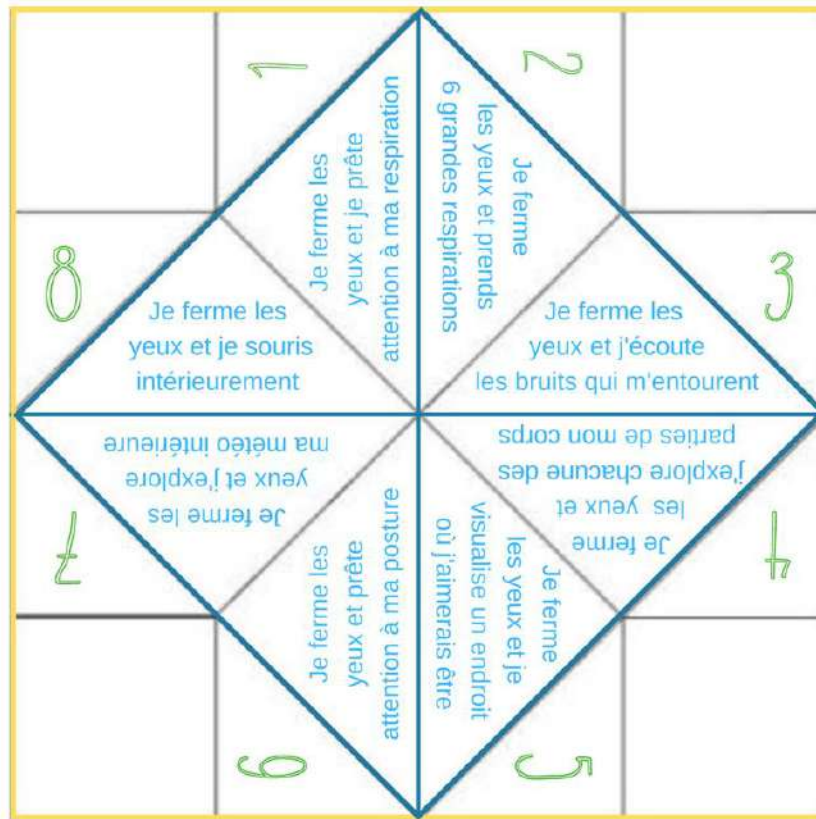 1
Je ferme les
yeux et je prête
attention à ma respiration
2
Je ferme
les yeux et prends
6 grandes respirations
3
Je ferme les
yeux et j'écoute
les bruits qui m'entourent
4
Je ferme
les yeux et
j'explore chacune des
parties de mon corps
5
Je ferme
les yeux et je
visualise un endroit
où j'aimerais être
6
Je ferme les
yeux et prête
attention à ma posture
7
Je ferme les
yeux et j'explore
ma météo intérieure
8
Je ferme les
yeux et je souris
intérieurement